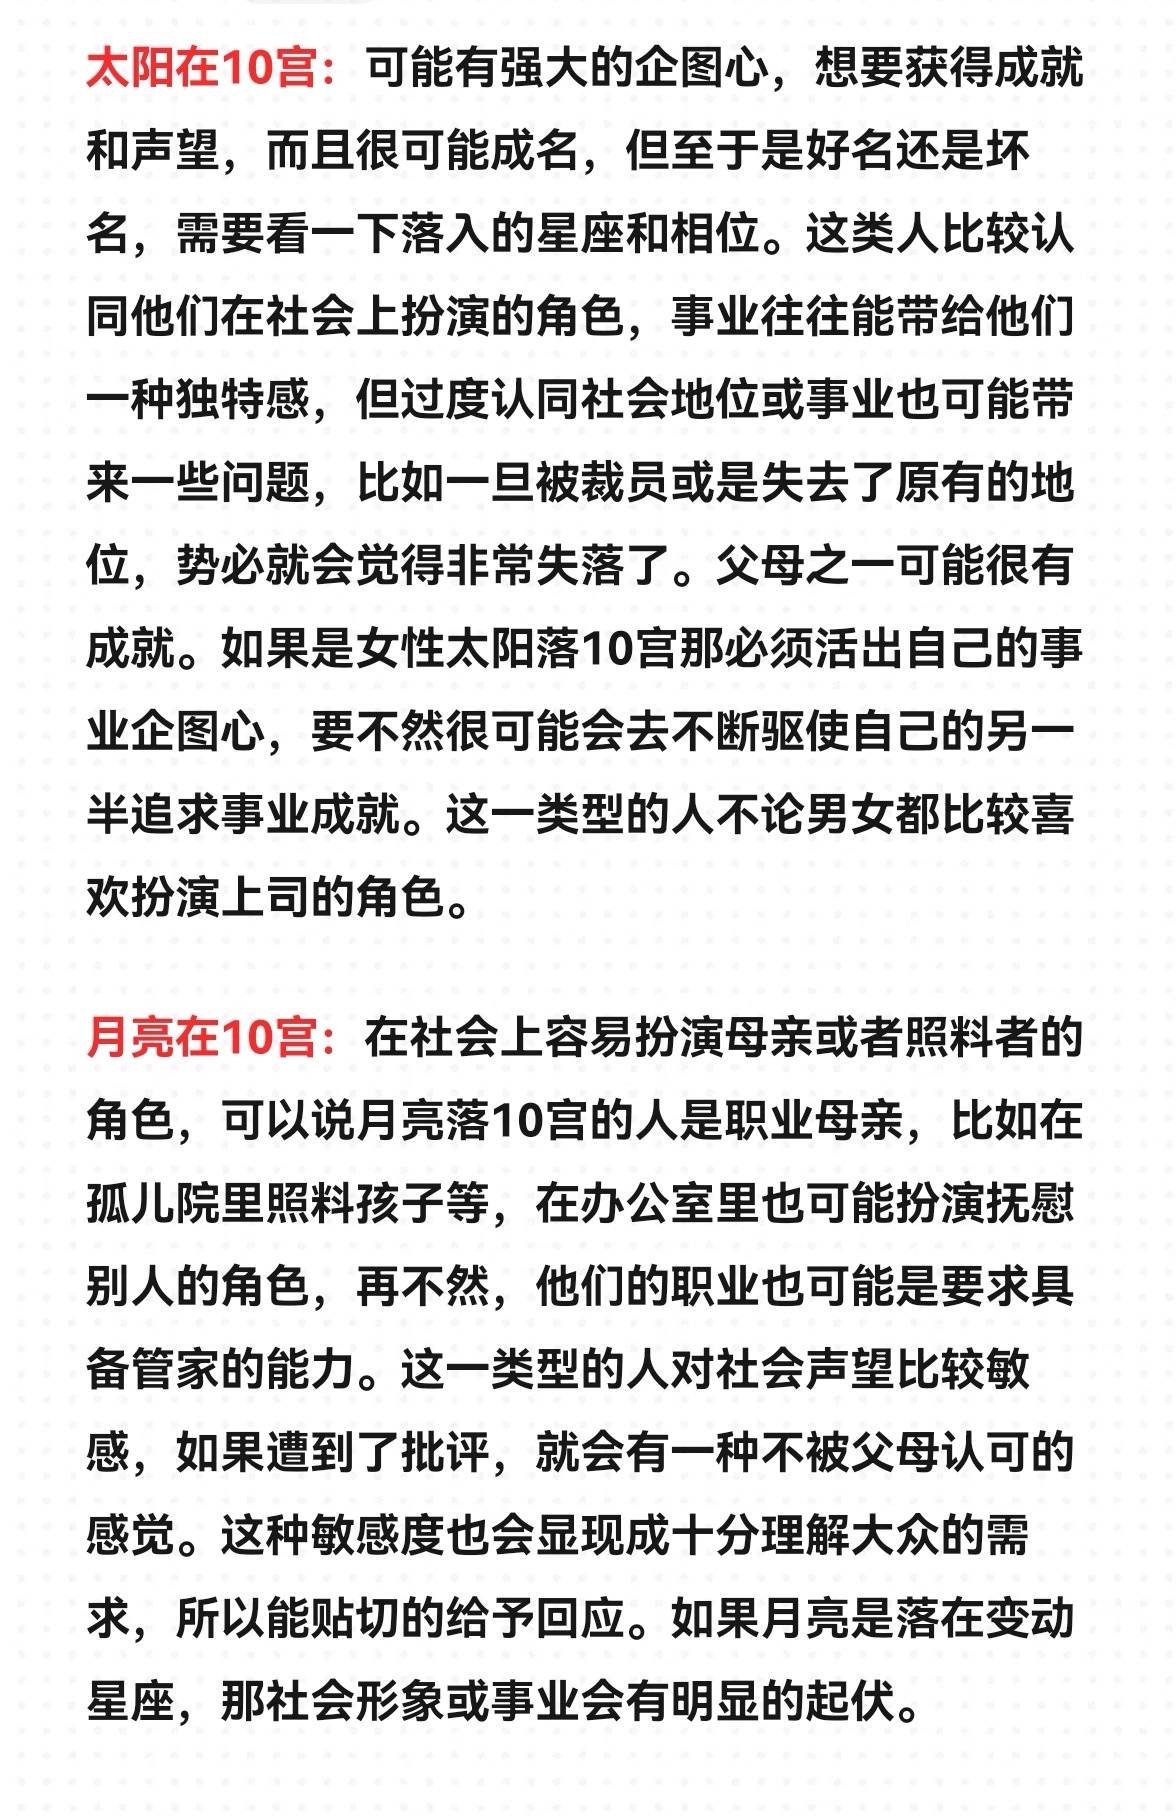 太阳在10宫：可能有强大的企图心，想要获得成就
和声望，而且很可能成名，但至于是好名还是坏
名，需要看一下落入的星座和相位。这类人比较认
同他们在社会上扮演的角色，事业往往能带给他们
一种独特感，但过度认同社会地位或事业也可能带
来一些问题，比如一旦被裁员或是失去了原有的地
位，势必就会觉得非常失落了。父母之一可能很有
成就。如果是女性太阳落10宫那必须活出自己的事
业企图心，要不然很可能会去不断驱使自己的另一
半追求事业成就。这一类型的人不论男女都比较喜
欢扮演上司的角色。
月亮在10宫：在社会上容易扮演母亲或者照料者的
角色，可以说月亮落10宫的人是职业母亲，比如在
孤儿院里照料孩子等，在办公室里也可能扮演抚慰
别人的角色，再不然，他们的职业也可能是要求具
备管家的能力。这一类型的人对社会声望比较敏
感，如果遭到了批评，就会有一种不被父母认可的
感觉。这种敏感度也会显现成十分理解大众的需
求，所以能贴切的给予回应。如果月亮是落在变动
星座，那社会形象或事业会有明显的起伏。